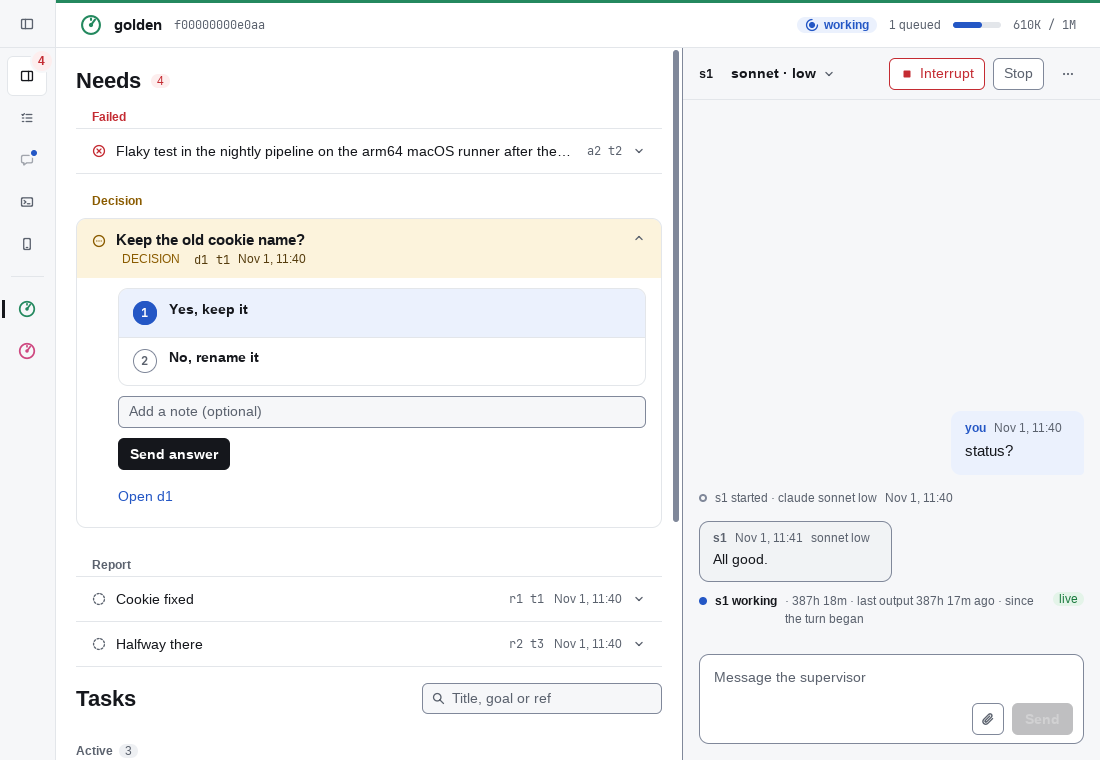 golden f00000000e0aa
working 1 queued 610K / 1M
4
Needs 4
Failed
Flaky test in the nightly pipeline on the arm64 macOS runner after the… a2 t2
Decision
Keep the old cookie name?
DECISION d1 t1 Nov 1, 11:40
1 Yes, keep it
2 No, rename it
Add a note (optional)
Send answer
Open d1
Report
Cookie fixed r1 t1 Nov 1, 11:40
Halfway there r2 t3 Nov 1, 11:40
Tasks
Title, goal or ref
Active 3
s1 sonnet · low
Interrupt
Stop
you Nov 1, 11:40
status?
s1 started · claude sonnet low Nov 1, 11:40
s1 Nov 1, 11:41 sonnet low
All good.
s1 working · 387h 18m · last output 387h 17m ago · since
the turn began
live
Message the supervisor
Send